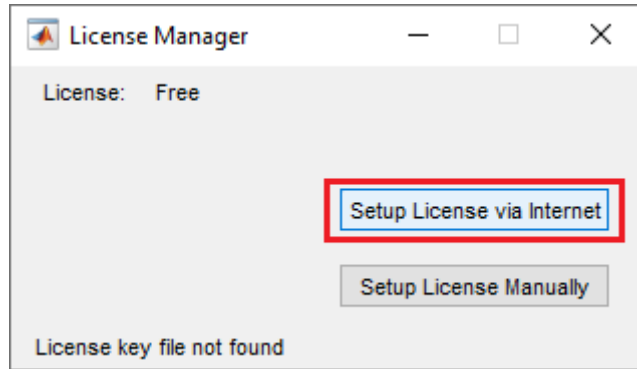 License Manager
License: Free
Setup License via Internet
Setup License Manually
License key file not found